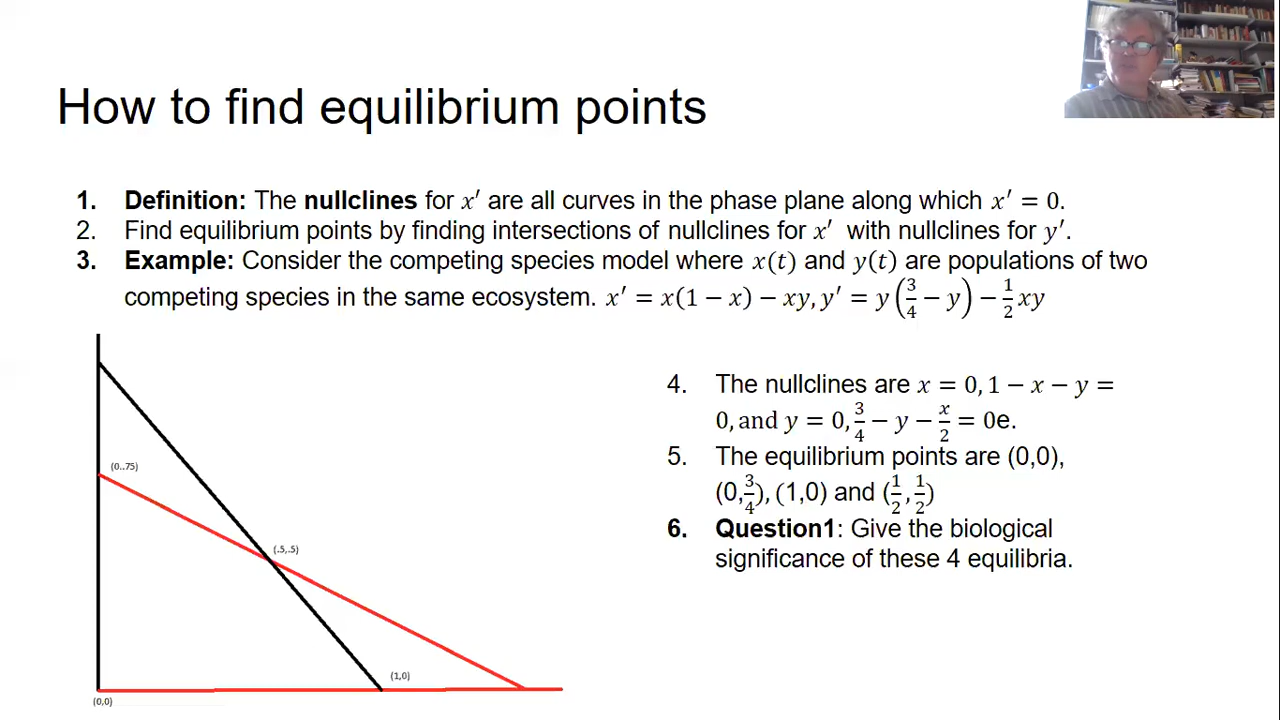 How to find equilibrium points
1. Definition: The nullclines for x′ are all curves in the phase plane along which x′ = 0.
2. Find equilibrium points by finding intersections of nullclines for x′ with nullclines for y′.
3. Example: Consider the competing species model where x(t) and y(t) are populations of two
competing species in the same ecosystem. x′ = x(1 − x) − xy, y′ = y(3/4 − y) − 1/2 xy
4. The nullclines are x = 0, 1 − x − y =
0, and y = 0, 3/4 − y − x/2 = 0e.
5. The equilibrium points are (0,0),
(0,3/4), (1,0) and (1/2,1/2)
6. Question1: Give the biological
significance of these 4 equilibria.
(0,.75)
(.5,.5)
(1,0)
(0,0)